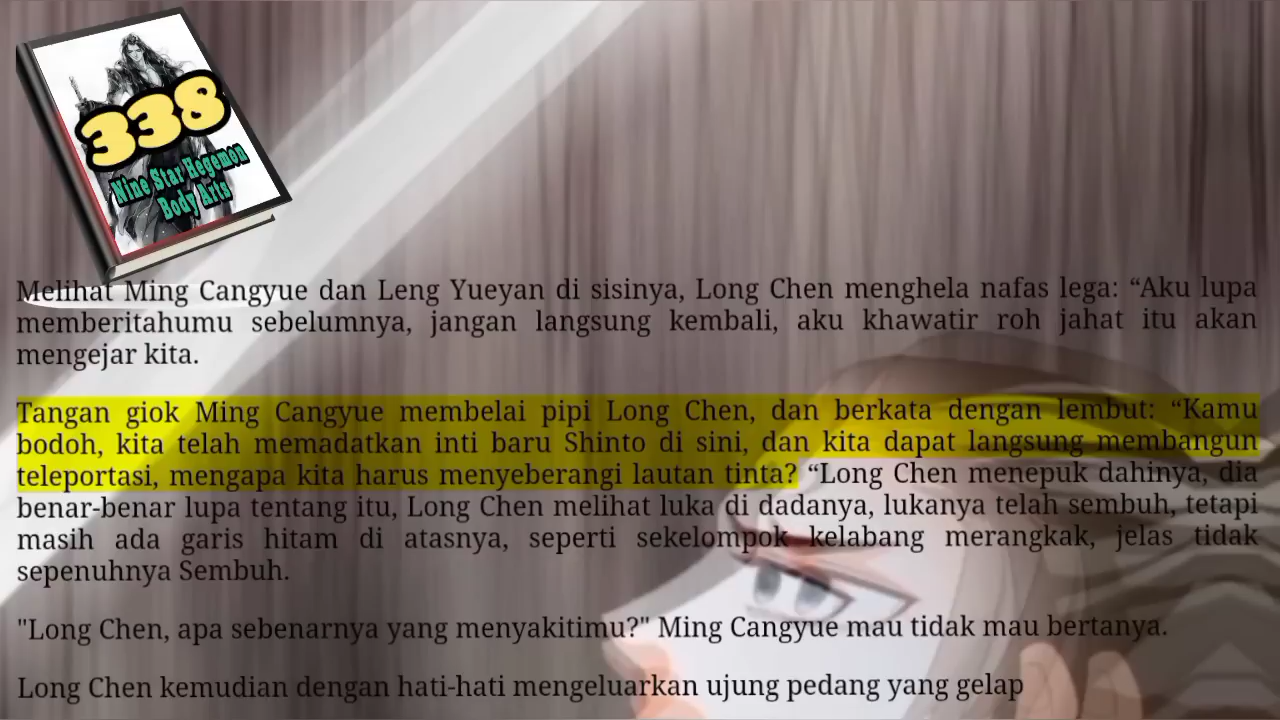 338
Nine Star Hegemon
Body Arts
Melihat Ming Cangyue dan Leng Yueyan di sisinya, Long Chen menghela nafas lega: “Aku lupa
memberitahumu sebelumnya, jangan langsung kembali, aku khawatir roh jahat itu akan
mengejar kita.
Tangan giok Ming Cangyue membelai pipi Long Chen, dan berkata dengan lembut: “Kamu
bodoh, kita telah memadatkan inti baru Shinto di sini, dan kita dapat langsung membangun
teleportasi, mengapa kita harus menyeberangi lautan tinta? “Long Chen menepuk dahinya, dia
benar-benar lupa tentang itu, Long Chen melihat luka di dadanya, lukanya telah sembuh, tetapi
masih ada garis hitam di atasnya, seperti sekelompok kelabang merangkak, jelas tidak
sepenuhnya Sembuh.
"Long Chen, apa sebenarnya yang menyakitimu?" Ming Cangyue mau tidak mau bertanya.
Long Chen kemudian dengan hati-hati mengeluarkan ujung pedang yang gelap